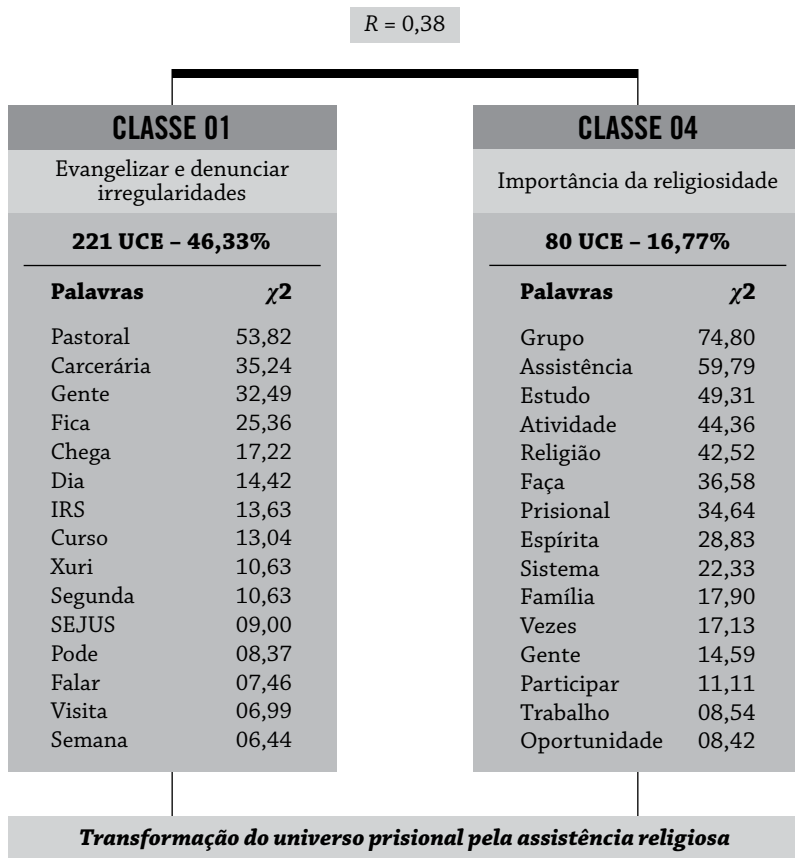 R = 0,38
CLASSE 01
Evangelizar e denunciar
irregularidades
221 UCE – 46,33%
Palavras χ2
Pastoral 53,82
Carcerária 35,24
Gente 32,49
Fica 25,36
Chega 17,22
Dia 14,42
IRS 13,63
Curso 13,04
Xuri 10,63
Segunda 10,63
SEJUS 09,00
Pode 08,37
Falar 07,46
Visita 06,99
Semana 06,44
CLASSE 04
Importância da religiosidade
80 UCE – 16,77%
Palavras χ2
Grupo 74,80
Assistência 59,79
Estudo 49,31
Atividade 44,36
Religião 42,52
Faça 36,58
Prisional 34,64
Espírita 28,83
Sistema 22,33
Família 17,90
Vezes 17,13
Gente 14,59
Participar 11,11
Trabalho 08,54
Oportunidade 08,42
Transformação do universo prisional pela assistência religiosa